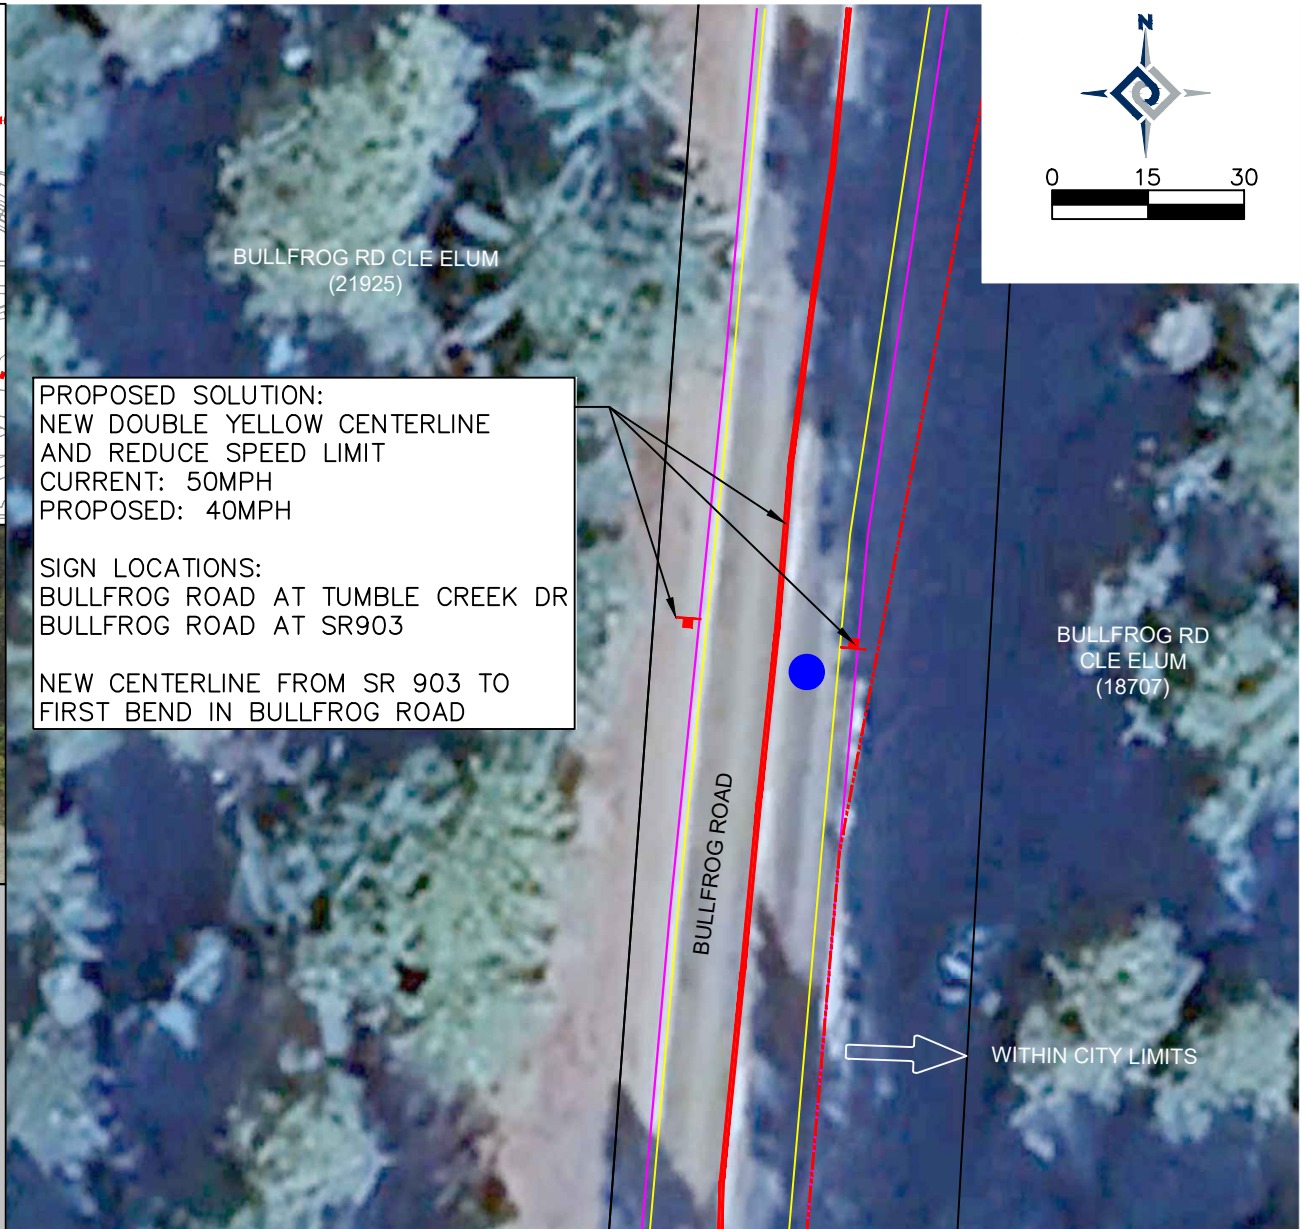 N
0 15 30
BULLFROG RD CLE ELUM
(21925)
PROPOSED SOLUTION:
NEW DOUBLE YELLOW CENTERLINE
AND REDUCE SPEED LIMIT
CURRENT: 50MPH
PROPOSED: 40MPH
SIGN LOCATIONS:
BULLFROG ROAD AT TUMBLE CREEK DR
BULLFROG ROAD AT SR903
NEW CENTERLINE FROM SR 903 TO
FIRST BEND IN BULLFROG ROAD
BULLFROG RD
CLE ELUM
(18707)
BULLFROG ROAD
WITHIN CITY LIMITS